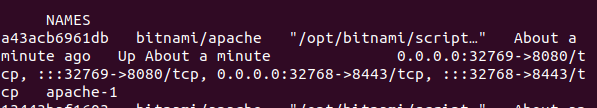 NAMES
a43acb6961db   bitnami/apache   "/opt/bitnami/script…"   About a
minute ago   Up About a minute             0.0.0.0:32769->8080/t
cp, :::32769->8080/tcp, 0.0.0.0:32768->8443/tcp, :::32768->8443/t
cp   apache-1